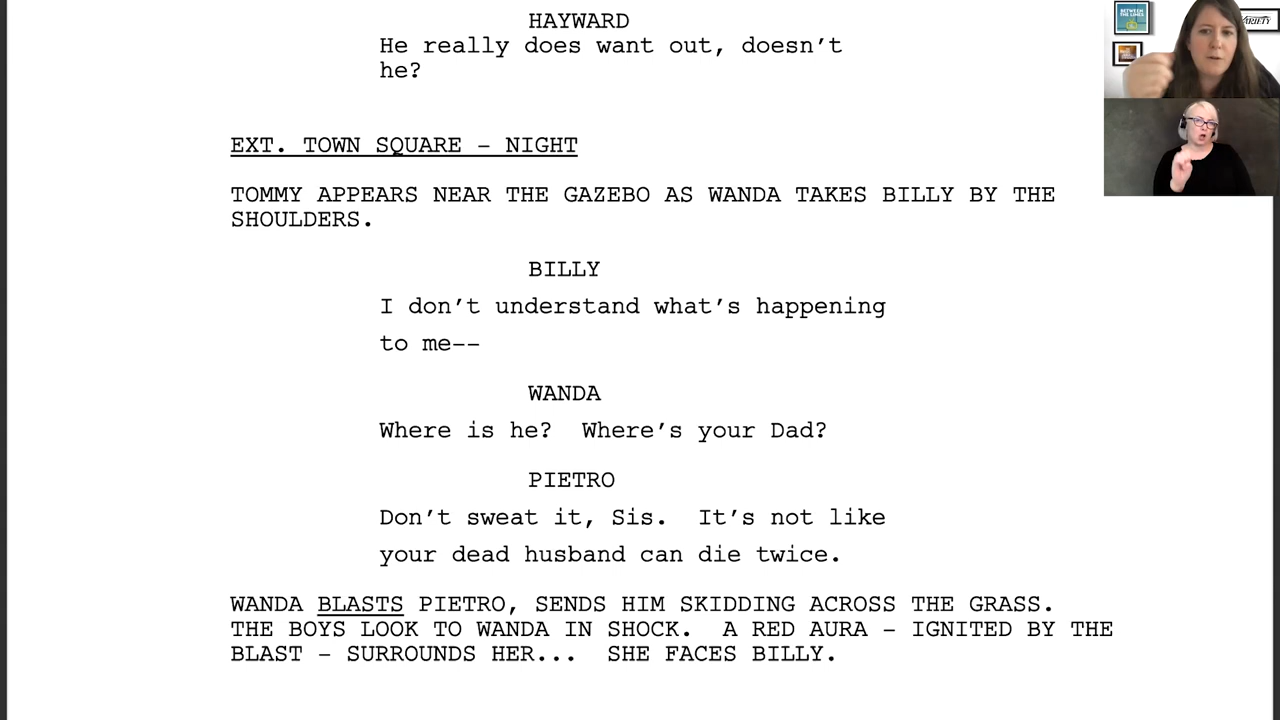 HAYWARD
He really does want out, doesn't
he?
EXT. TOWN SQUARE – NIGHT
TOMMY APPEARS NEAR THE GAZEBO AS WANDA TAKES BILLY BY THE
SHOULDERS.
BILLY
I don't understand what's happening
to me--
WANDA
Where is he?  Where's your Dad?
PIETRO
Don't sweat it, Sis.  It's not like
your dead husband can die twice.
WANDA BLASTS PIETRO, SENDS HIM SKIDDING ACROSS THE GRASS.
THE BOYS LOOK TO WANDA IN SHOCK.  A RED AURA – IGNITED BY THE
BLAST – SURROUNDS HER...  SHE FACES BILLY.
BETWEEN
THE LINES
VARIETY